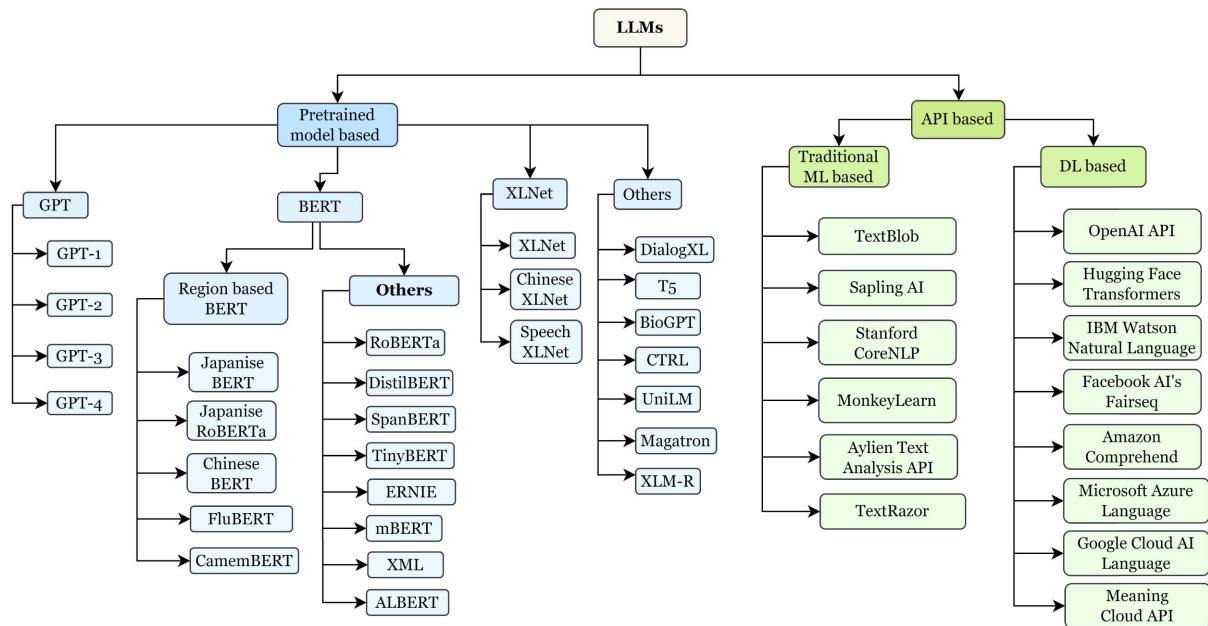 LLMs
Pretrained
model based
API based
GPT
GPT-1
GPT-2
GPT-3
GPT-4
BERT
Region based
BERT
Japanise
BERT
Japanise
RoBERTa
Chinese
BERT
FluBERT
CamemBERT
Others
RoBERTa
DistilBERT
SpanBERT
TinyBERT
ERNIE
mBERT
XML
ALBERT
XLNet
XLNet
Chinese
XLNet
Speech
XLNet
Others
DialogXL
T5
BioGPT
CTRL
UniLM
Magatron
XLM-R
Traditional
ML based
TextBlob
Sapling AI
Stanford
CoreNLP
MonkeyLearn
Aylien Text
Analysis API
TextRazor
DL based
OpenAI API
Hugging Face
Transformers
IBM Watson
Natural Language
Facebook AI's
Fairseq
Amazon
Comprehend
Microsoft Azure
Language
Google Cloud AI
Language
Meaning
Cloud API